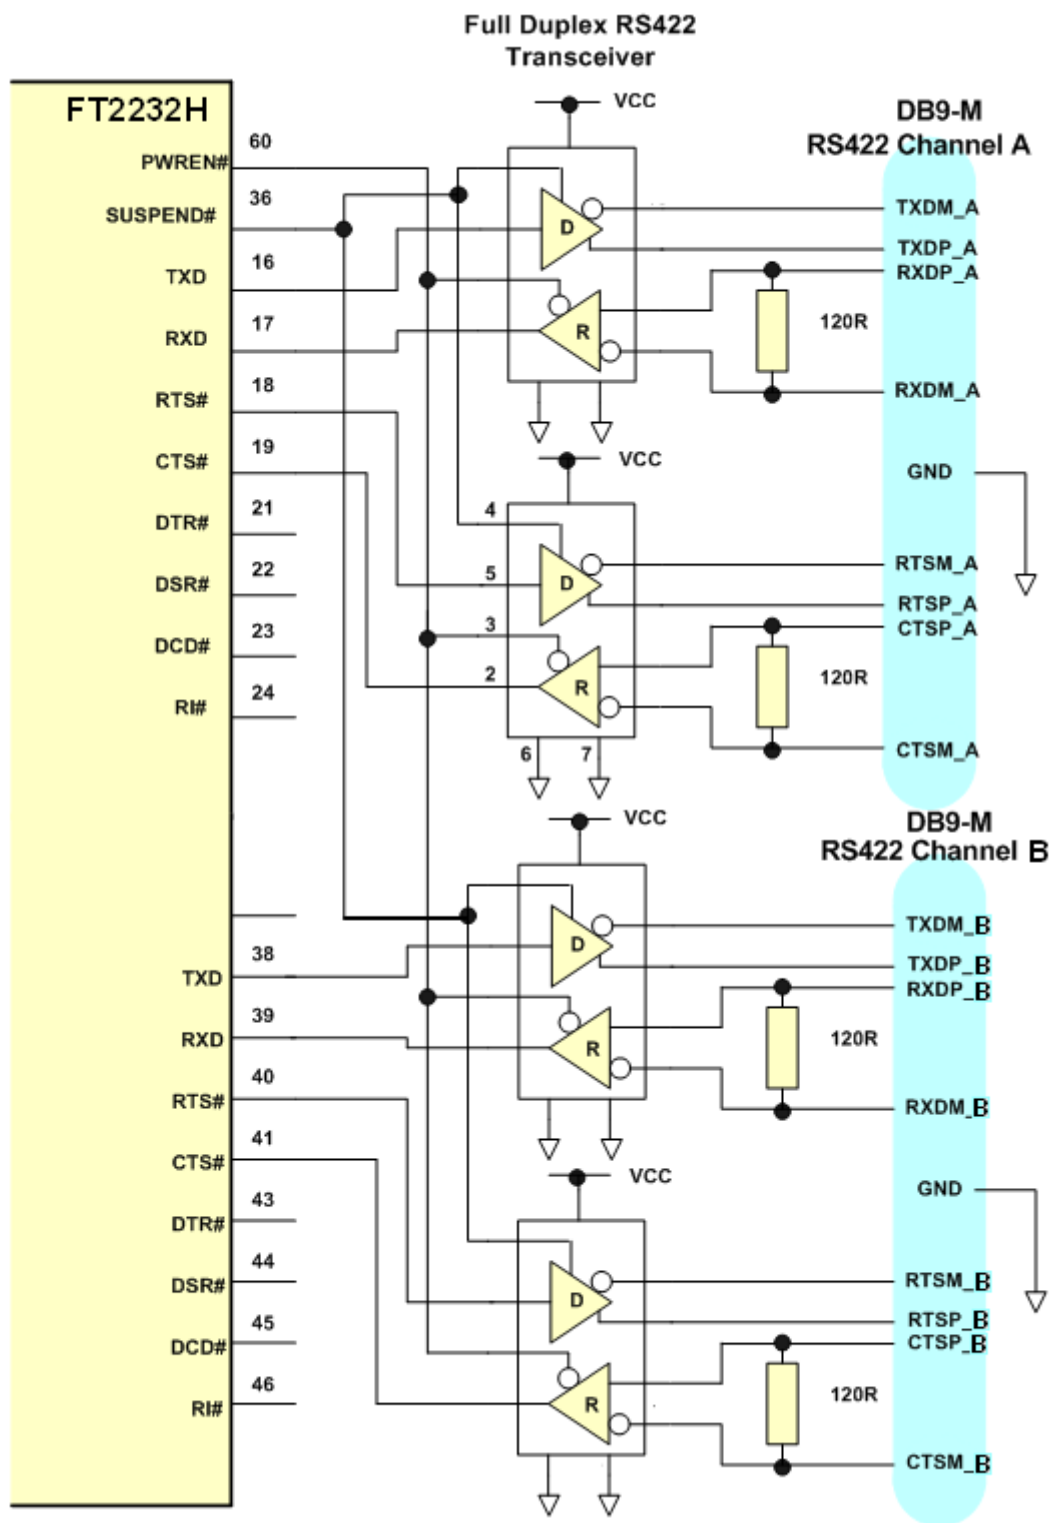 Full Duplex RS422
Transceiver
VCC
FT2232H
DB9-M
RS422 Channel A
60
PWREN#
36
SUSPEND#
16
TXD
17
RXD
18
RTS#
19
CTS#
21
DTR#
22
DSR#
23
DCD#
24
RI#
D
R
TXDM_A
TXDP_A
RXDP_A
120R
RXDM_A
VCC
GND
4
5
3
2
6
7
D
R
RTSM_A
RTSP_A
CTSP_A
120R
CTSM_A
VCC
DB9-M
RS422 Channel B
38
TXD
39
RXD
40
RTS#
41
CTS#
43
DTR#
44
DSR#
45
DCD#
46
RI#
D
R
TXDM_B
TXDP_B
RXDP_B
120R
RXDM_B
VCC
GND
D
R
RTSM_B
RTSP_B
CTSP_B
120R
CTSM_B